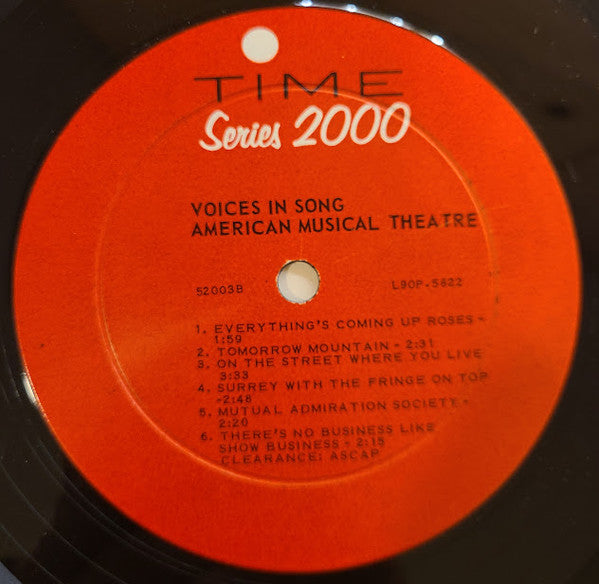 TIME
Series 2000
VOICES IN SONG
AMERICAN MUSICAL THEATRE
52003B L90P-5822
1. EVERYTHING'S COMING UP ROSES -
1:59
2. TOMORROW MOUNTAIN - 2:31
3. ON THE STREET WHERE YOU LIVE
3:33
4. SURREY WITH THE FRINGE ON TOP
-2:48
5. MUTUAL ADMIRATION SOCIETY -
2:20
6. THERE'S NO BUSINESS LIKE
SHOW BUSINESS - 2:15
CLEARANCE: ASCAP